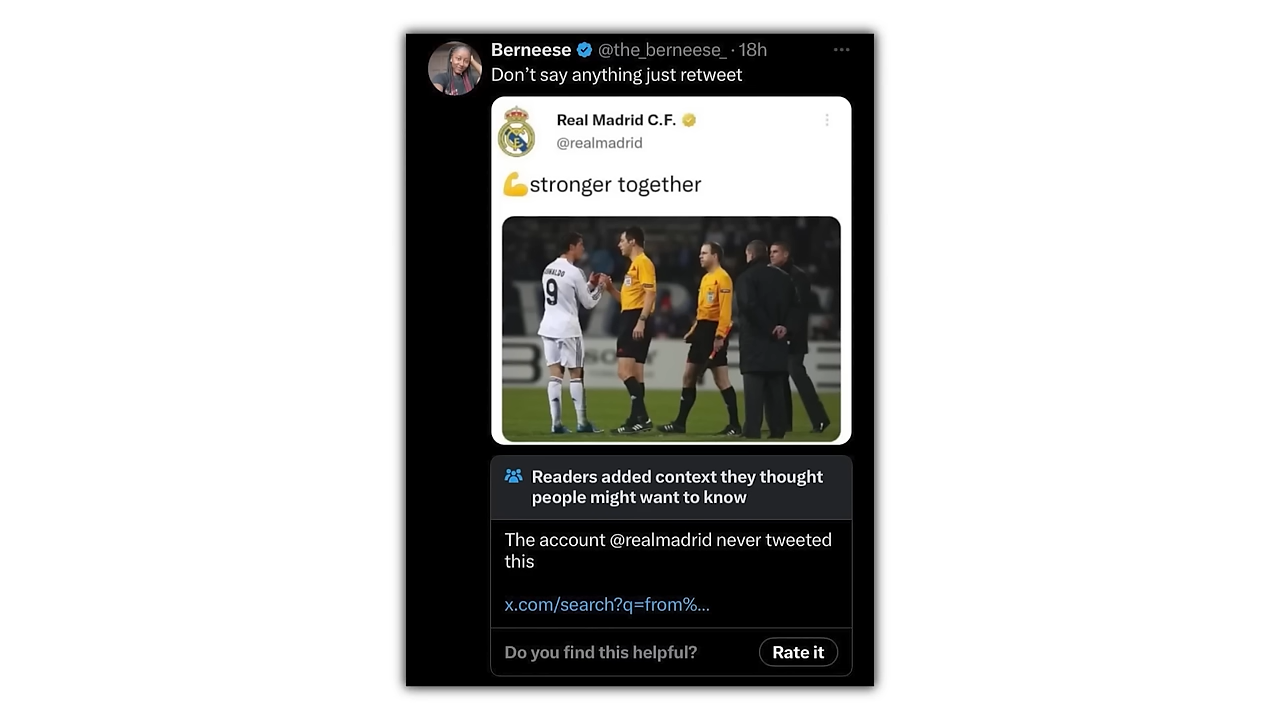 Berneese @the_berneese_ · 18h
Don’t say anything just retweet
Real Madrid C.F.
@realmadrid
💪stronger together
RONALDO
9
SONY
Readers added context they thought
people might want to know
The account @realmadrid never tweeted
this
x.com/search?q=from%...
Do you find this helpful?
Rate it